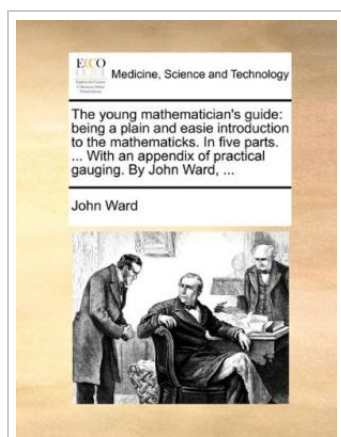 ECCO
Medicine, Science and Technology
The young mathematician's guide:
being a plain and easie introduction
to the mathematicks. In five parts.
... With an appendix of practical
gauging. By John Ward, ...
John Ward